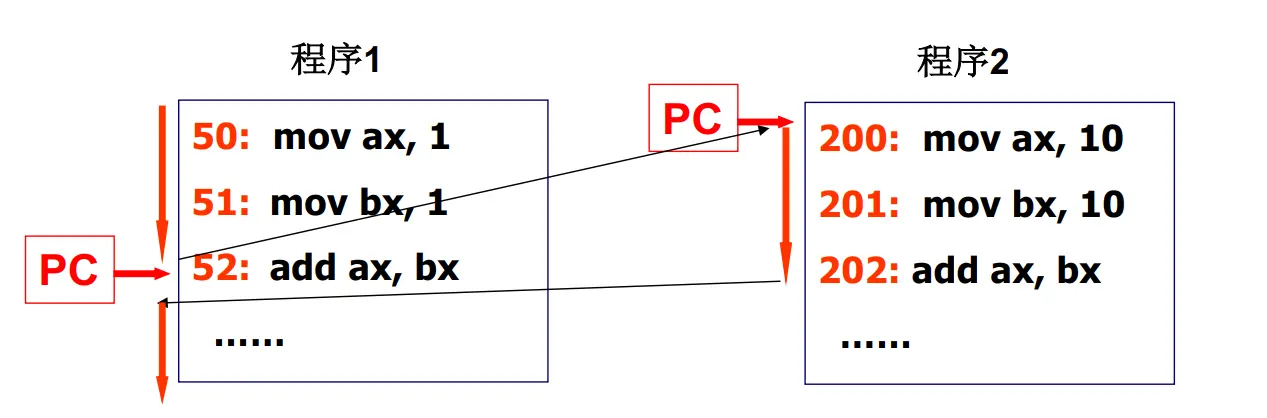 程序1
PC
50: mov ax, 1
51: mov bx, 1
52: add ax, bx
......
程序2
PC
200: mov ax, 10
201: mov bx, 10
202: add ax, bx
......